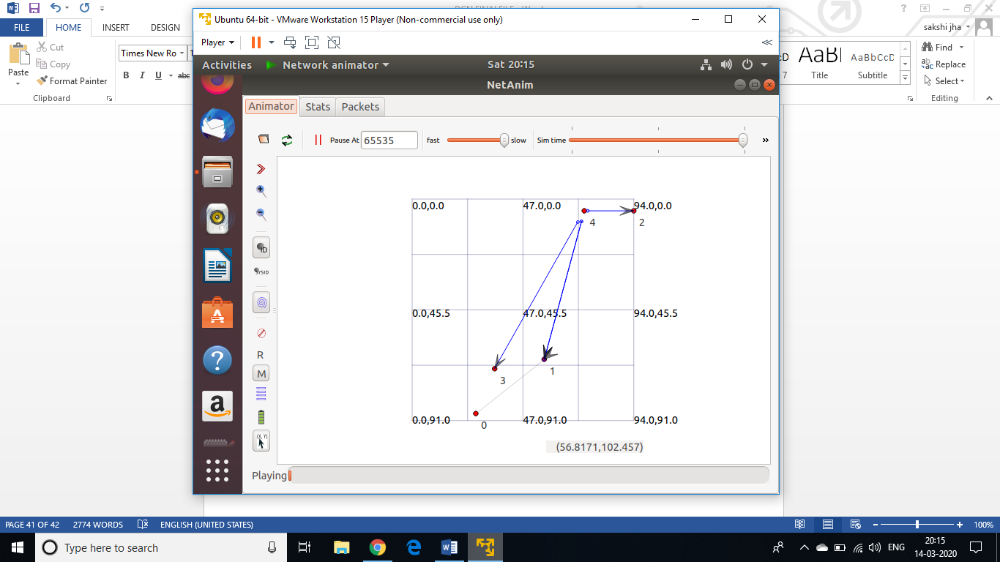 Ubuntu 64-bit - VMware Workstation 15 Player (Non-commercial use only)
FILE HOME INSERT DESIGN
sakshi jha
Player
Cut
Copy
Format Painter
Paste
Clipboard
Times New Ro
B I U abc
Title
AaBbCcD
Subtitle
Find
Replace
Select
Editing
Activities Network animator Sat 20:15
NetAnim
Animator Stats Packets
Pause At 65535 fast slow Sim time
ID
SYSID
R
M
(X, Y)
0.0,0.0 47.0,0.0 94.0,0.0
4 2
0.0,45.5 47.0,45.5 94.0,45.5
3 1
0.0,91.0 47.0,91.0 94.0,91.0
0
(56.8171,102.457)
Playing
PAGE 41 OF 42 2774 WORDS ENGLISH (UNITED STATES) 100%
Type here to search
ENG
20:15
14-03-2020